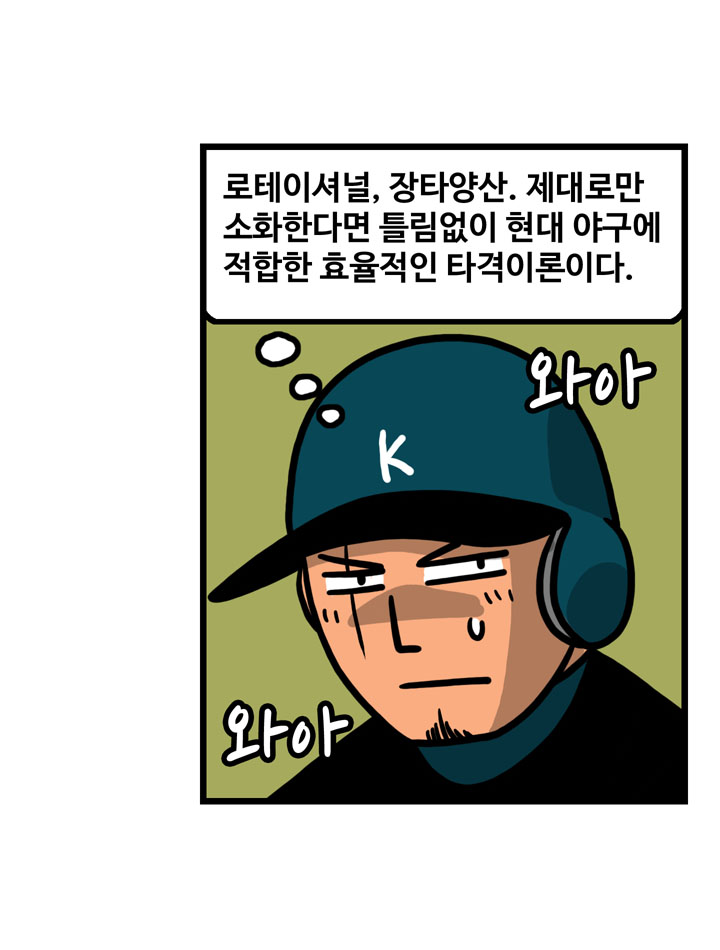 로테이셔널, 장타양산. 제대로만
소화한다면 틀림없이 현대 야구에
적합한 효율적인 타격이론이다.
와아
K
와아